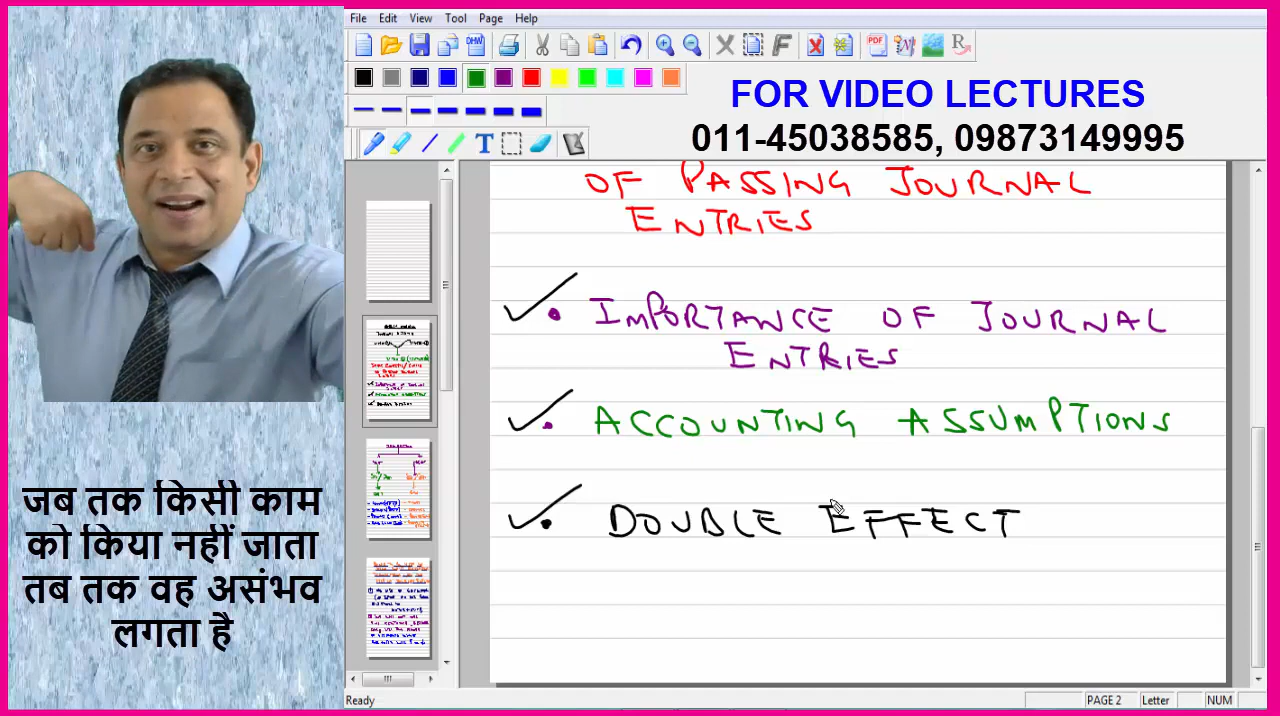 File Edit View Tool Page Help
FOR VIDEO LECTURES
011-45038585, 09873149995
OF PASSING JOURNAL
ENTRIES
IMPORTANCE OF JOURNAL
ENTRIES
ACCOUNTING ASSUMPTIONS
DOUBLE EFFECT
जब तक किसी काम
को किया नहीं जाता
तब तक वह असंभव
लगता है
Ready PAGE 2 Letter NUM